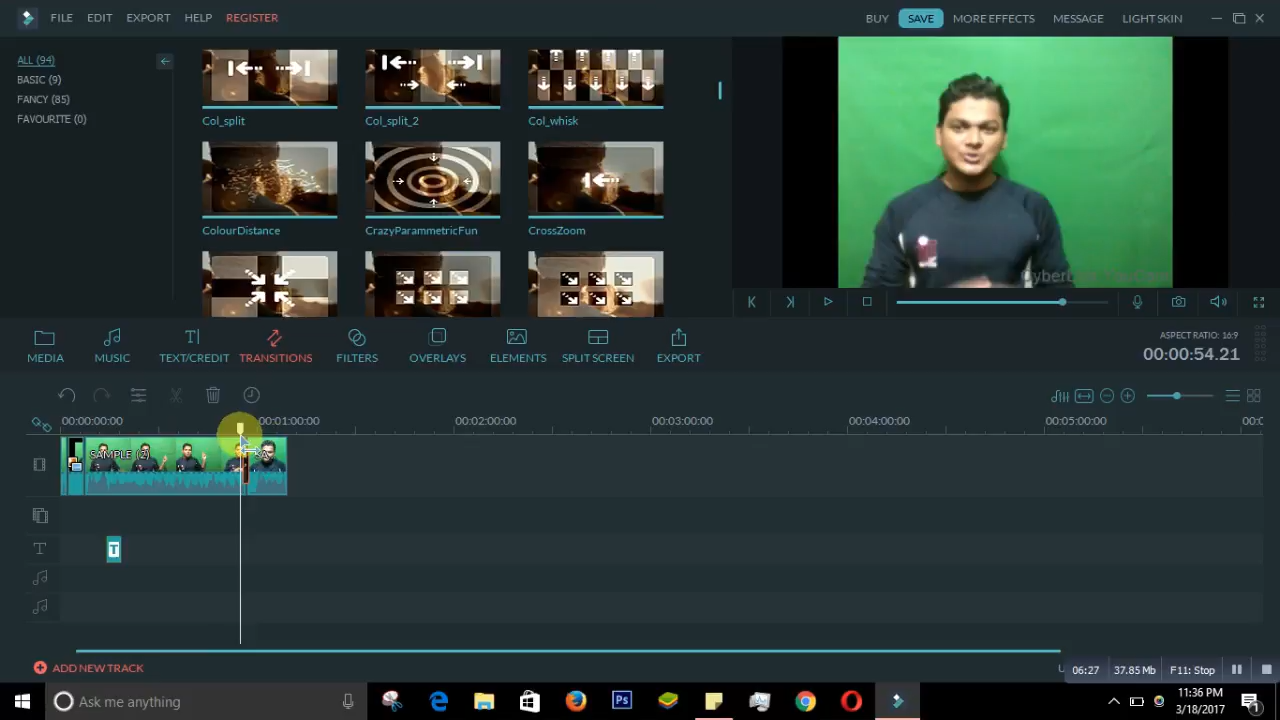 FILE EDIT EXPORT HELP REGISTER BUY SAVE MORE EFFECTS MESSAGE LIGHT SKIN
ALL (94)
BASIC (9)
FANCY (85)
FAVOURITE (0)
Col_split Col_split_2 Col_whisk
ColourDistance CrazyParammetricFun CrossZoom
MEDIA MUSIC TEXT/CREDIT TRANSITIONS FILTERS OVERLAYS ELEMENTS SPLIT SCREEN EXPORT
ASPECT RATIO: 16:9
00:00:54.21
00:00:00:00 00:01:00:00 00:02:00:00 00:03:00:00 00:04:00:00 00:05:00:00
SAMPLE (2)
T
ADD NEW TRACK
06:27 37.85 Mb F11: Stop
Ask me anything
Ps
11:36 PM
3/18/2017